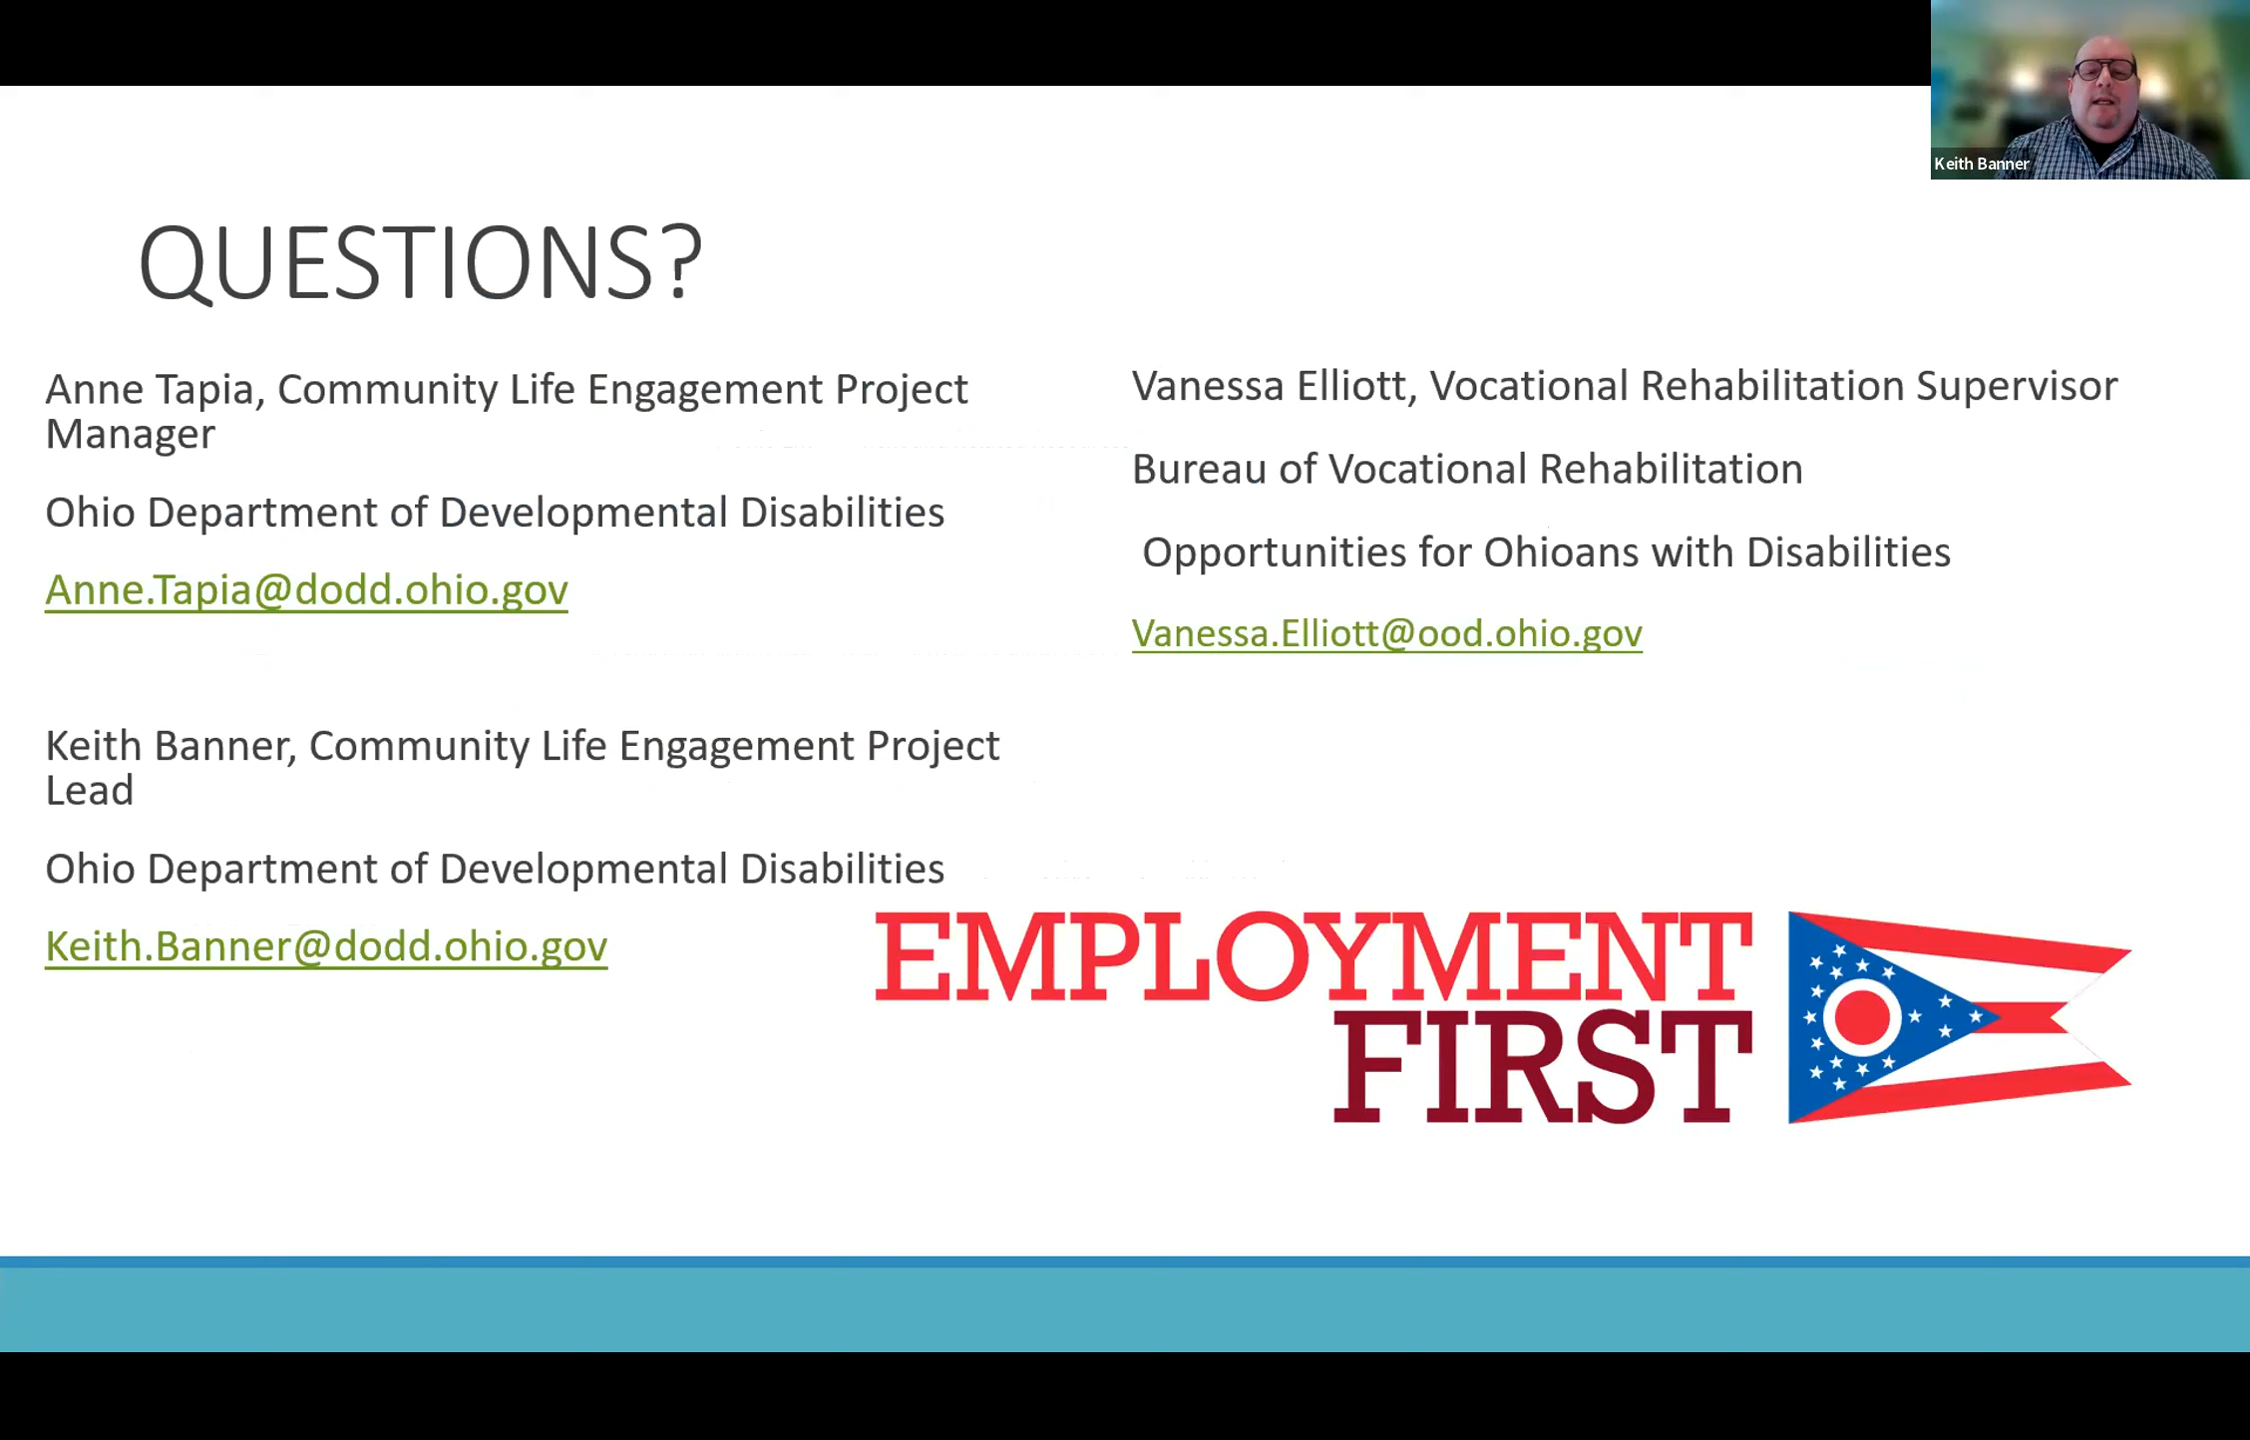 Keith Banner
QUESTIONS?
Anne Tapia, Community Life Engagement Project
Manager
Ohio Department of Developmental Disabilities
Anne.Tapia@dodd.ohio.gov
Keith Banner, Community Life Engagement Project
Lead
Ohio Department of Developmental Disabilities
Keith.Banner@dodd.ohio.gov
Vanessa Elliott, Vocational Rehabilitation Supervisor
Bureau of Vocational Rehabilitation
Opportunities for Ohioans with Disabilities
Vanessa.Elliott@ood.ohio.gov
EMPLOYMENT
FIRST